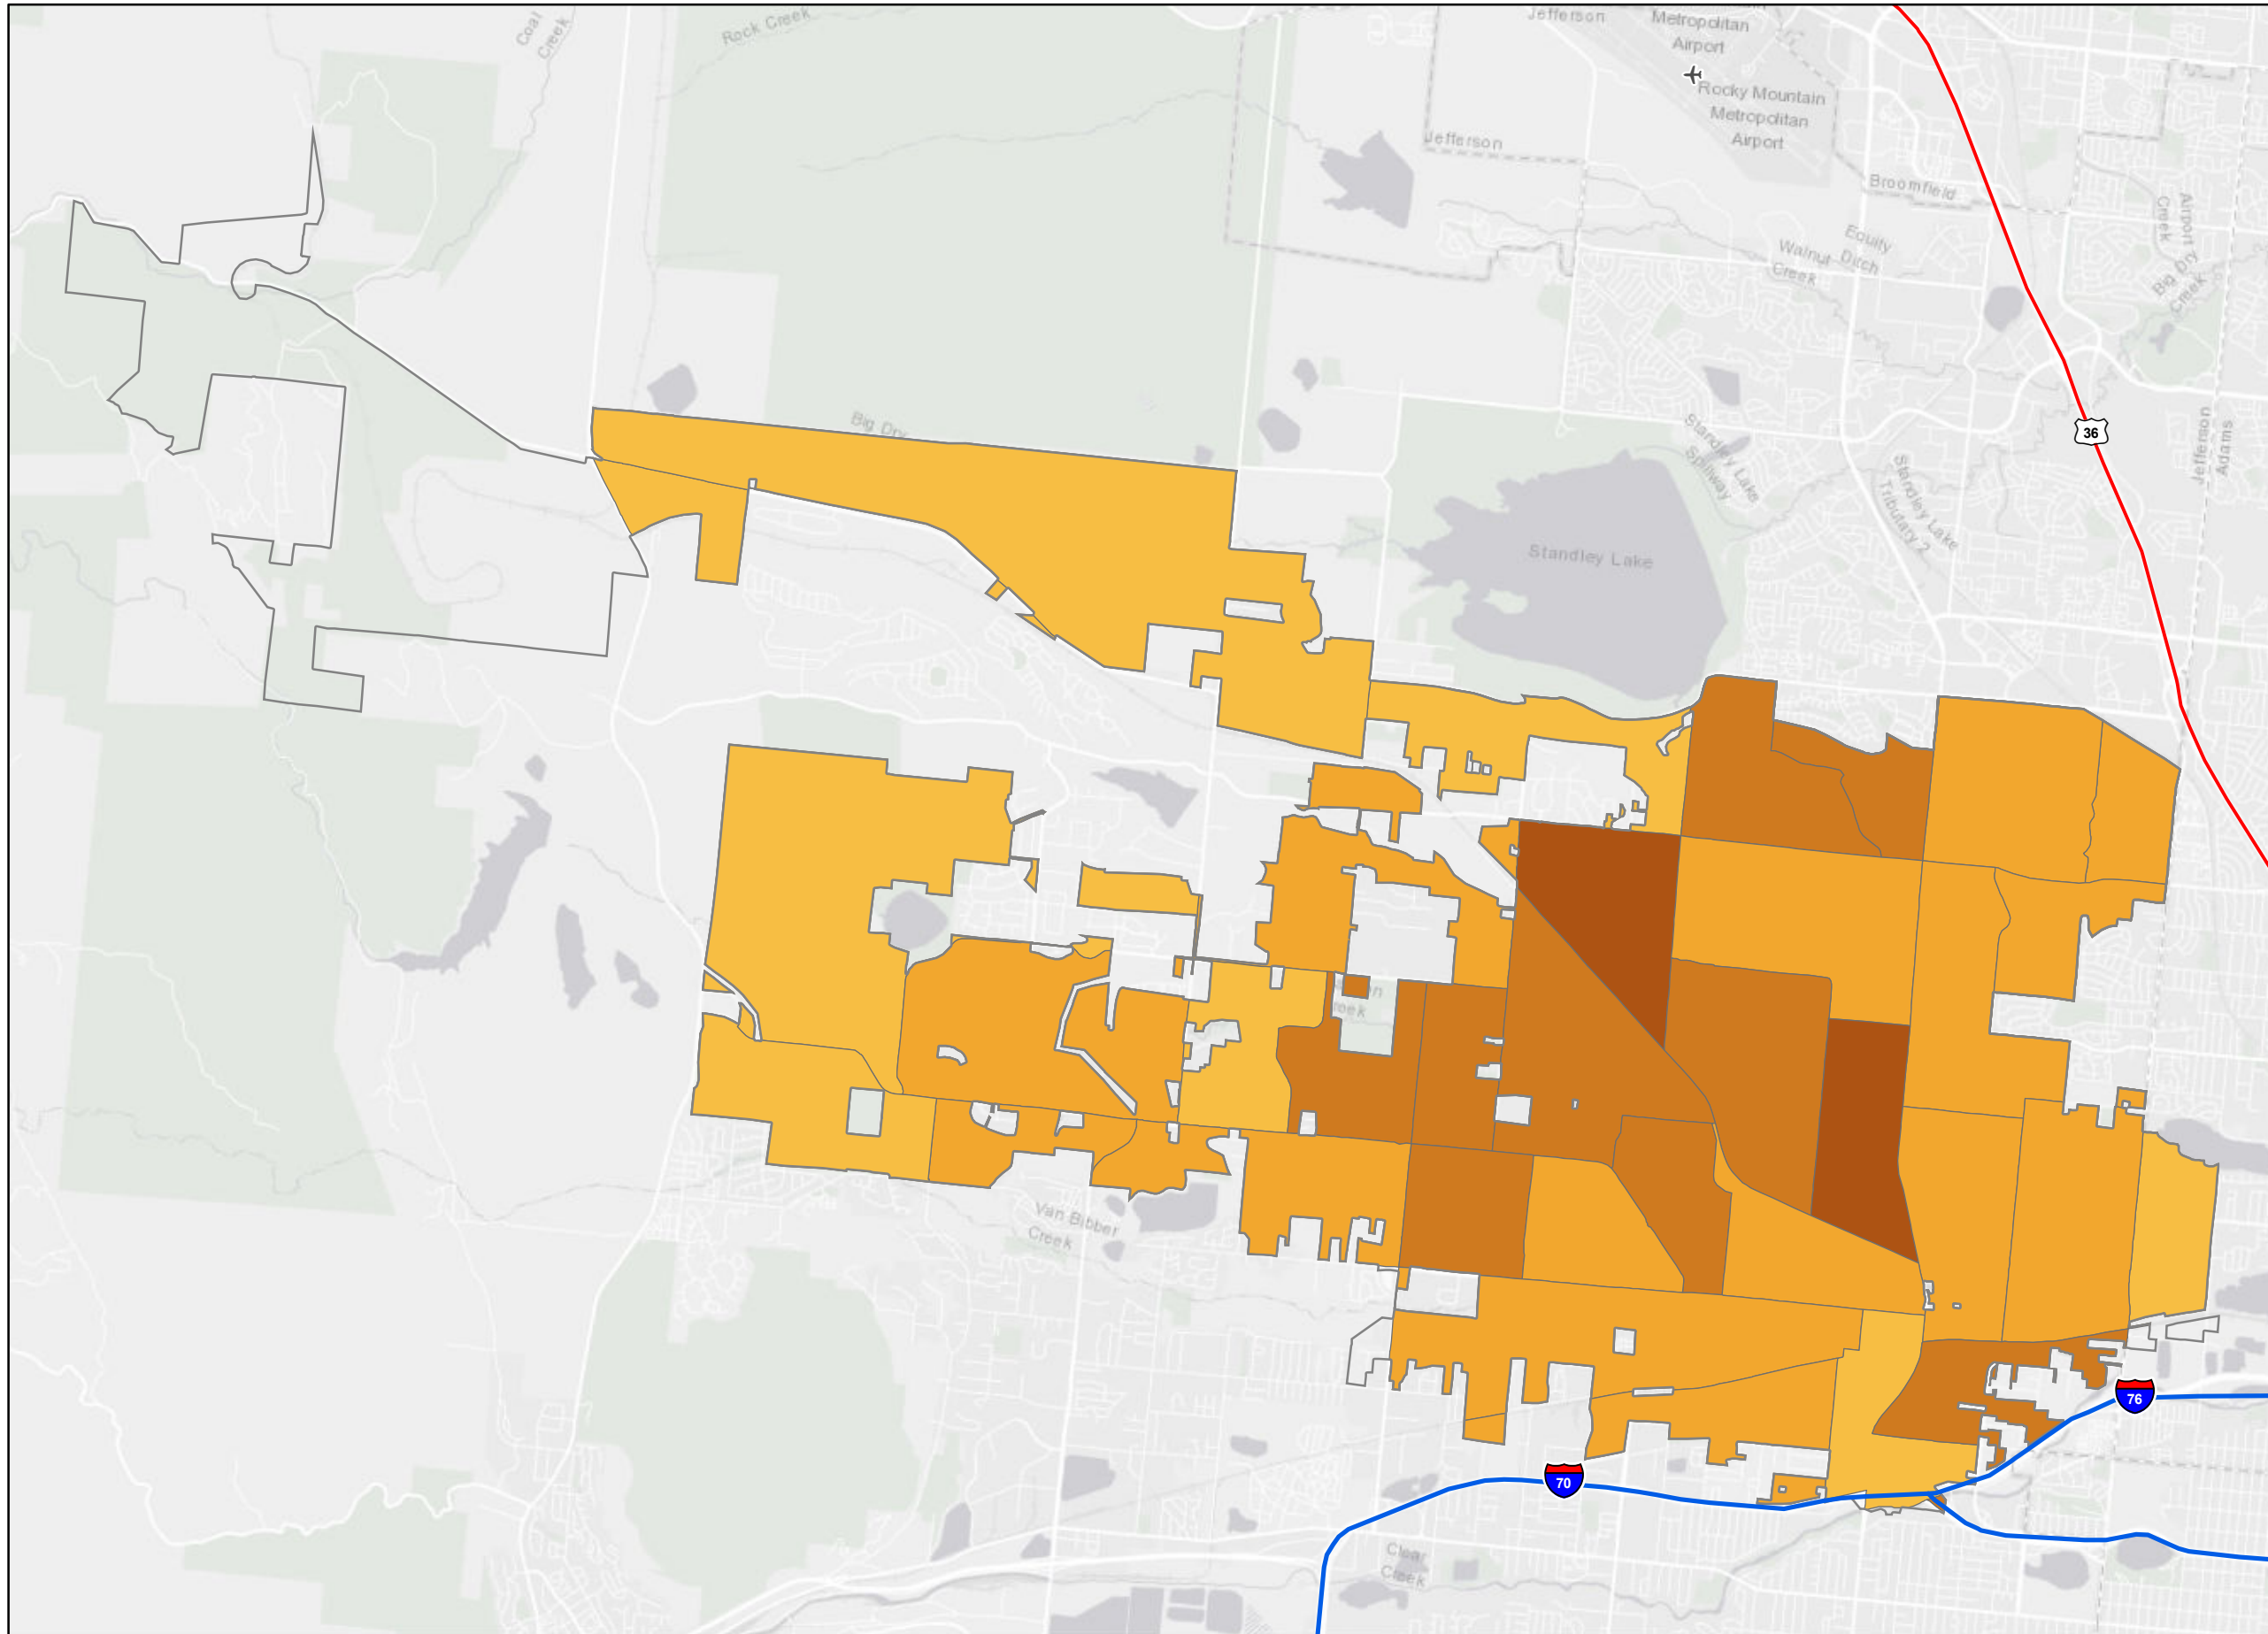 Coal
Creek
Rock Creek
Jefferson
Metropolitan
Airport
Rocky Mountain
Metropolitan
Airport
Jefferson
Broomfield
Airport
Creek
Equity
Ditch
Walnut
Creek
Big Dry
Creek
Big Dry
Standley Lake
Spillway
Standley Lake
Tributary 2
36
Jefferson
Adams
Standley Lake
Van Bibber
Creek
76
70
Clear
Creek